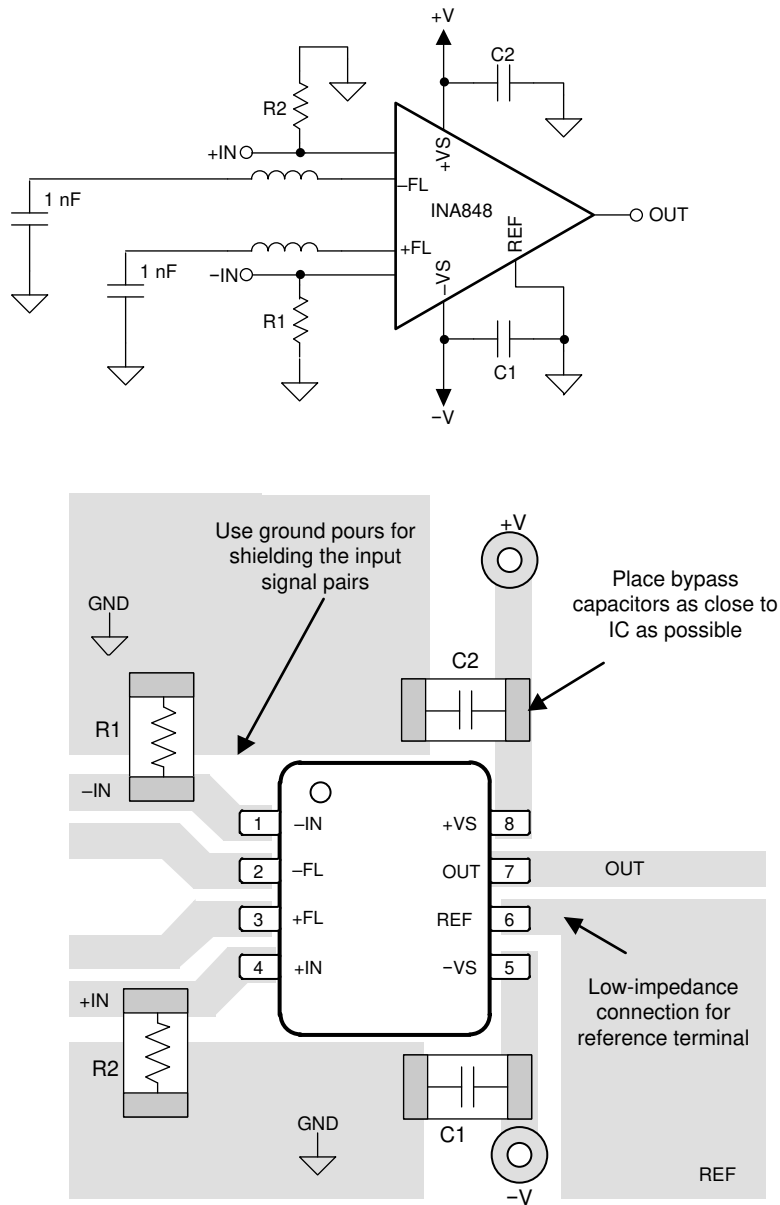 +V
C2
R2
+VS
+IN
–FL
1 nF
INA848
OUT
REF
+FL
1 nF
–IN
–VS
R1
C1
–V
+V
Use ground pours for
shielding the input
signal pairs
Place bypass
capacitors as close to
IC as possible
GND
C2
R1
–IN
1
–IN
+VS
8
2
–FL
OUT
7
OUT
3
+FL
REF
6
4
+IN
–VS
5
+IN
Low-impedance
connection for
reference terminal
R2
GND
C1
–V
REF